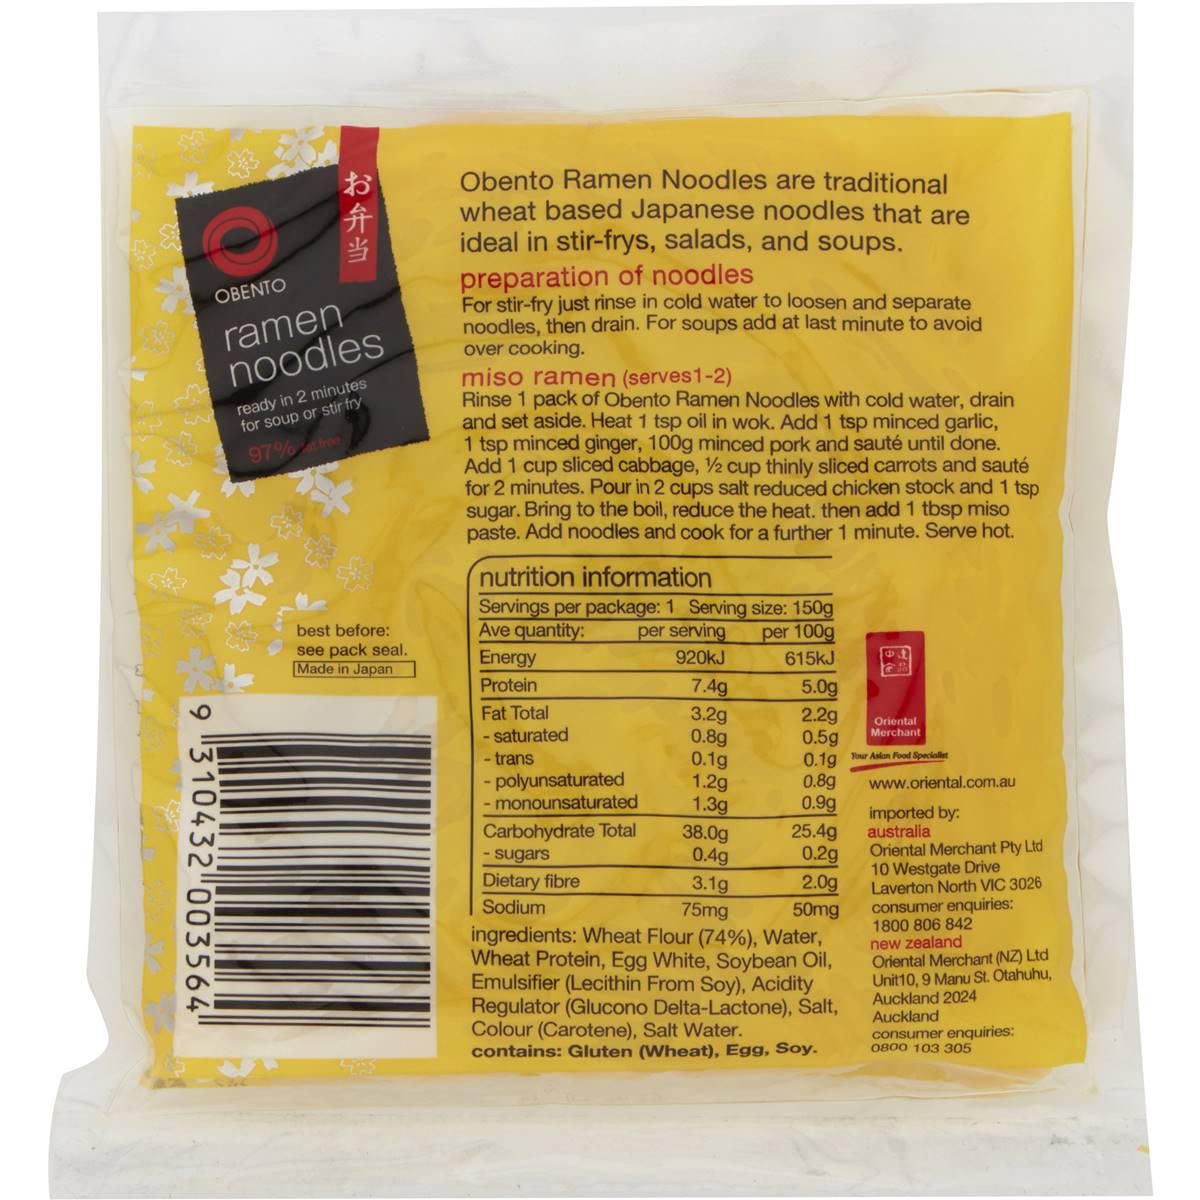 お弁当
OBENTO
ramen
noodles
ready in 2 minutes
for soup or stir fry
97% fat free
Obento Ramen Noodles are traditional
wheat based Japanese noodles that are
ideal in stir-frys, salads, and soups.
preparation of noodles
For stir-fry just rinse in cold water to loosen and separate
noodles, then drain. For soups add at last minute to avoid
over cooking.
miso ramen (serves1-2)
Rinse 1 pack of Obento Ramen Noodles with cold water, drain
and set aside. Heat 1 tsp oil in wok. Add 1 tsp minced garlic,
1 tsp minced ginger, 100g minced pork and sauté until done.
Add 1 cup sliced cabbage, ½ cup thinly sliced carrots and sauté
for 2 minutes. Pour in 2 cups salt reduced chicken stock and 1 tsp
sugar. Bring to the boil, reduce the heat. then add 1 tbsp miso
paste. Add noodles and cook for a further 1 minute. Serve hot.
best before:
see pack seal.
Made in Japan
9 310432 003564
nutrition information
Servings per package: 1 Serving size: 150g
Ave quantity: per serving per 100g
Energy 920kJ 615kJ
Protein 7.4g 5.0g
Fat Total 3.2g 2.2g
- saturated 0.8g 0.5g
- trans 0.1g 0.1g
- polyunsaturated 1.2g 0.8g
- monounsaturated 1.3g 0.9g
Carbohydrate Total 38.0g 25.4g
- sugars 0.4g 0.2g
Dietary fibre 3.1g 2.0g
Sodium 75mg 50mg
ingredients: Wheat Flour (74%), Water,
Wheat Protein, Egg White, Soybean Oil,
Emulsifier (Lecithin From Soy), Acidity
Regulator (Glucono Delta-Lactone), Salt,
Colour (Carotene), Salt Water.
contains: Gluten (Wheat), Egg, Soy.
Oriental
Merchant
Your Asian Food Specialist
www.oriental.com.au
imported by:
australia
Oriental Merchant Pty Ltd
10 Westgate Drive
Laverton North VIC 3026
consumer enquiries:
1800 806 842
new zealand
Oriental Merchant (NZ) Ltd
Unit10, 9 Manu St. Otahuhu,
Auckland 2024
Auckland
consumer enquiries:
0800 103 305